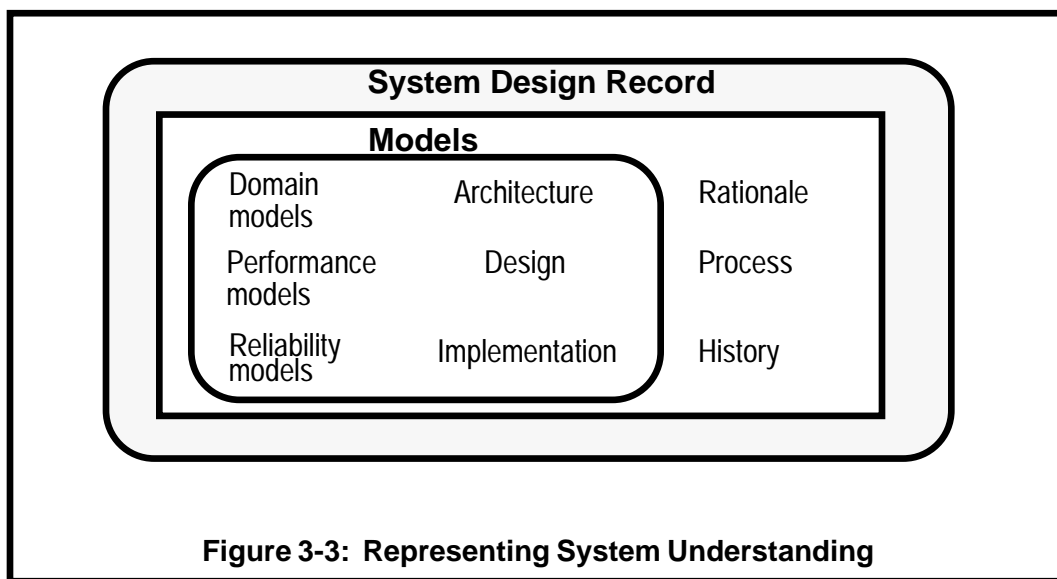 System Design Record
Models
Domain
models
Architecture
Rationale
Performance
models
Design
Process
Reliability
models
Implementation
History
Figure 3-3: Representing System Understanding